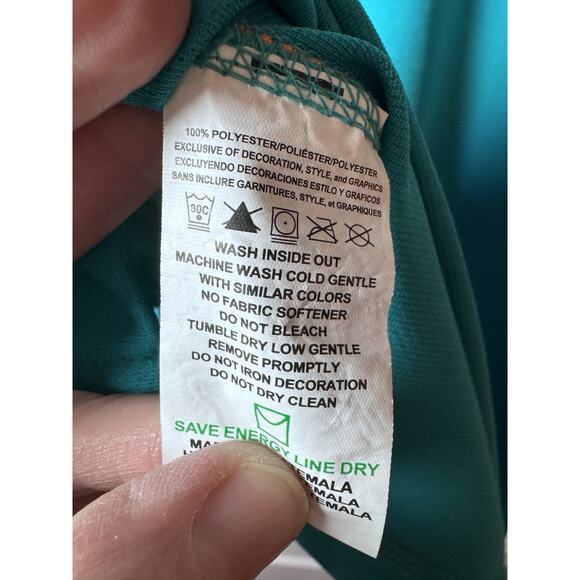 100% POLYESTER/POLIÉSTER/POLYESTER
EXCLUSIVE OF DECORATION, STYLE, and GRAPHICS
EXCLUYENDO DECORACIONES ESTILO Y GRAFICOS
SANS INCLURE GARNITURES, STYLE, et GRAPHIQUES
30C
WASH INSIDE OUT
MACHINE WASH COLD GENTLE
WITH SIMILAR COLORS
NO FABRIC SOFTENER
DO NOT BLEACH
TUMBLE DRY LOW GENTLE
REMOVE PROMPTLY
DO NOT IRON DECORATION
DO NOT DRY CLEAN
SAVE ENERGY LINE DRY